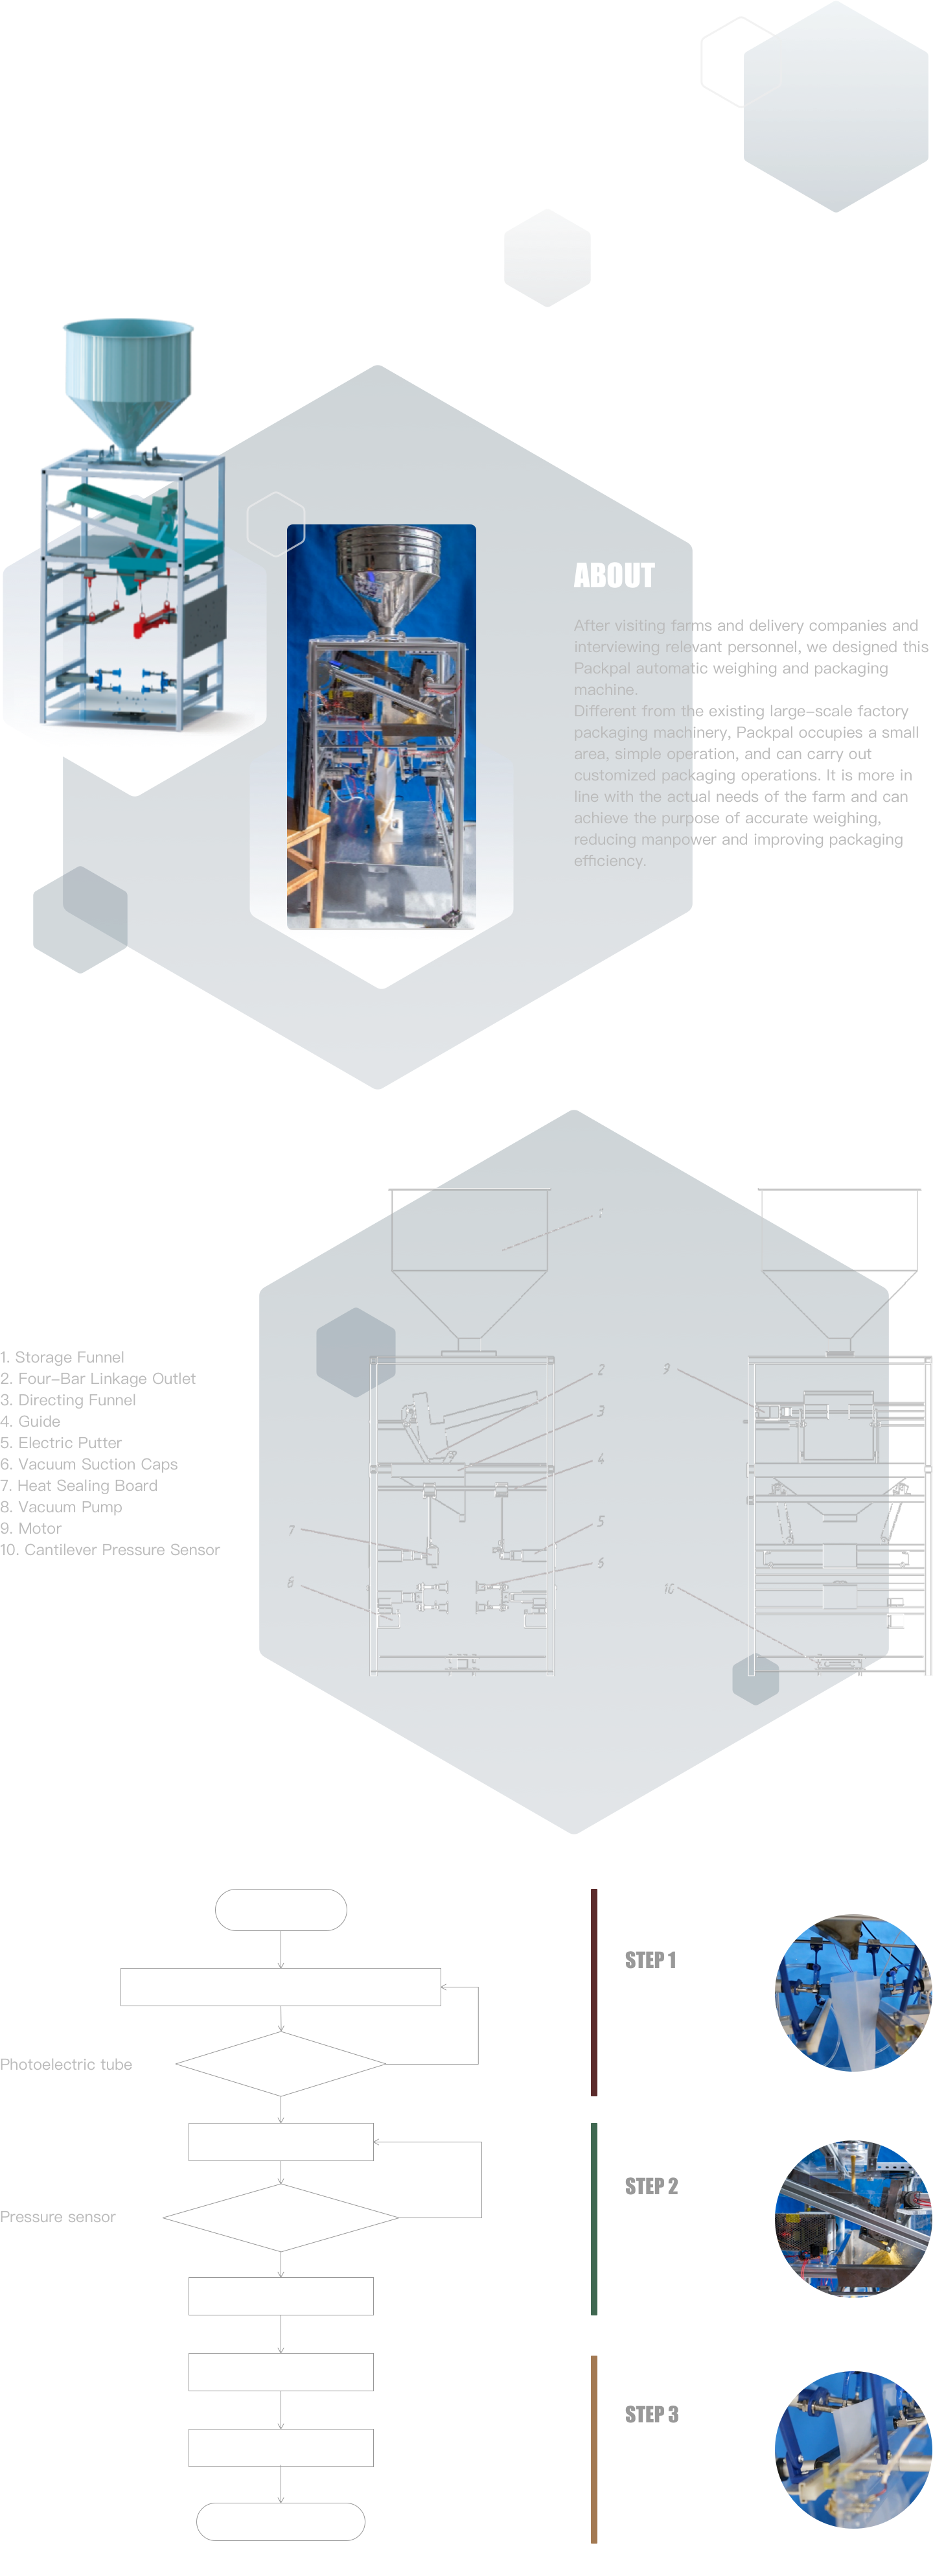 ABOUT
After visiting farms and delivery companies and
interviewing relevant personnel, we designed this
Packpal automatic weighing and packaging
machine.
Different from the existing large-scale factory
packaging machinery, Packpal occupies a small
area, simple operation, and can carry out
customized packaging operations. It is more in
line with the actual needs of the farm and can
achieve the purpose of accurate weighing,
reducing manpower and improving packaging
efficiency.
1
2
3
4
5
6
7
8
9
10
1. Storage Funnel
2. Four-Bar Linkage Outlet
3. Directing Funnel
4. Guide
5. Electric Putter
6. Vacuum Suction Caps
7. Heat Sealing Board
8. Vacuum Pump
9. Motor
10. Cantilever Pressure Sensor
Photoelectric tube
Pressure sensor
STEP 1
STEP 2
STEP 3